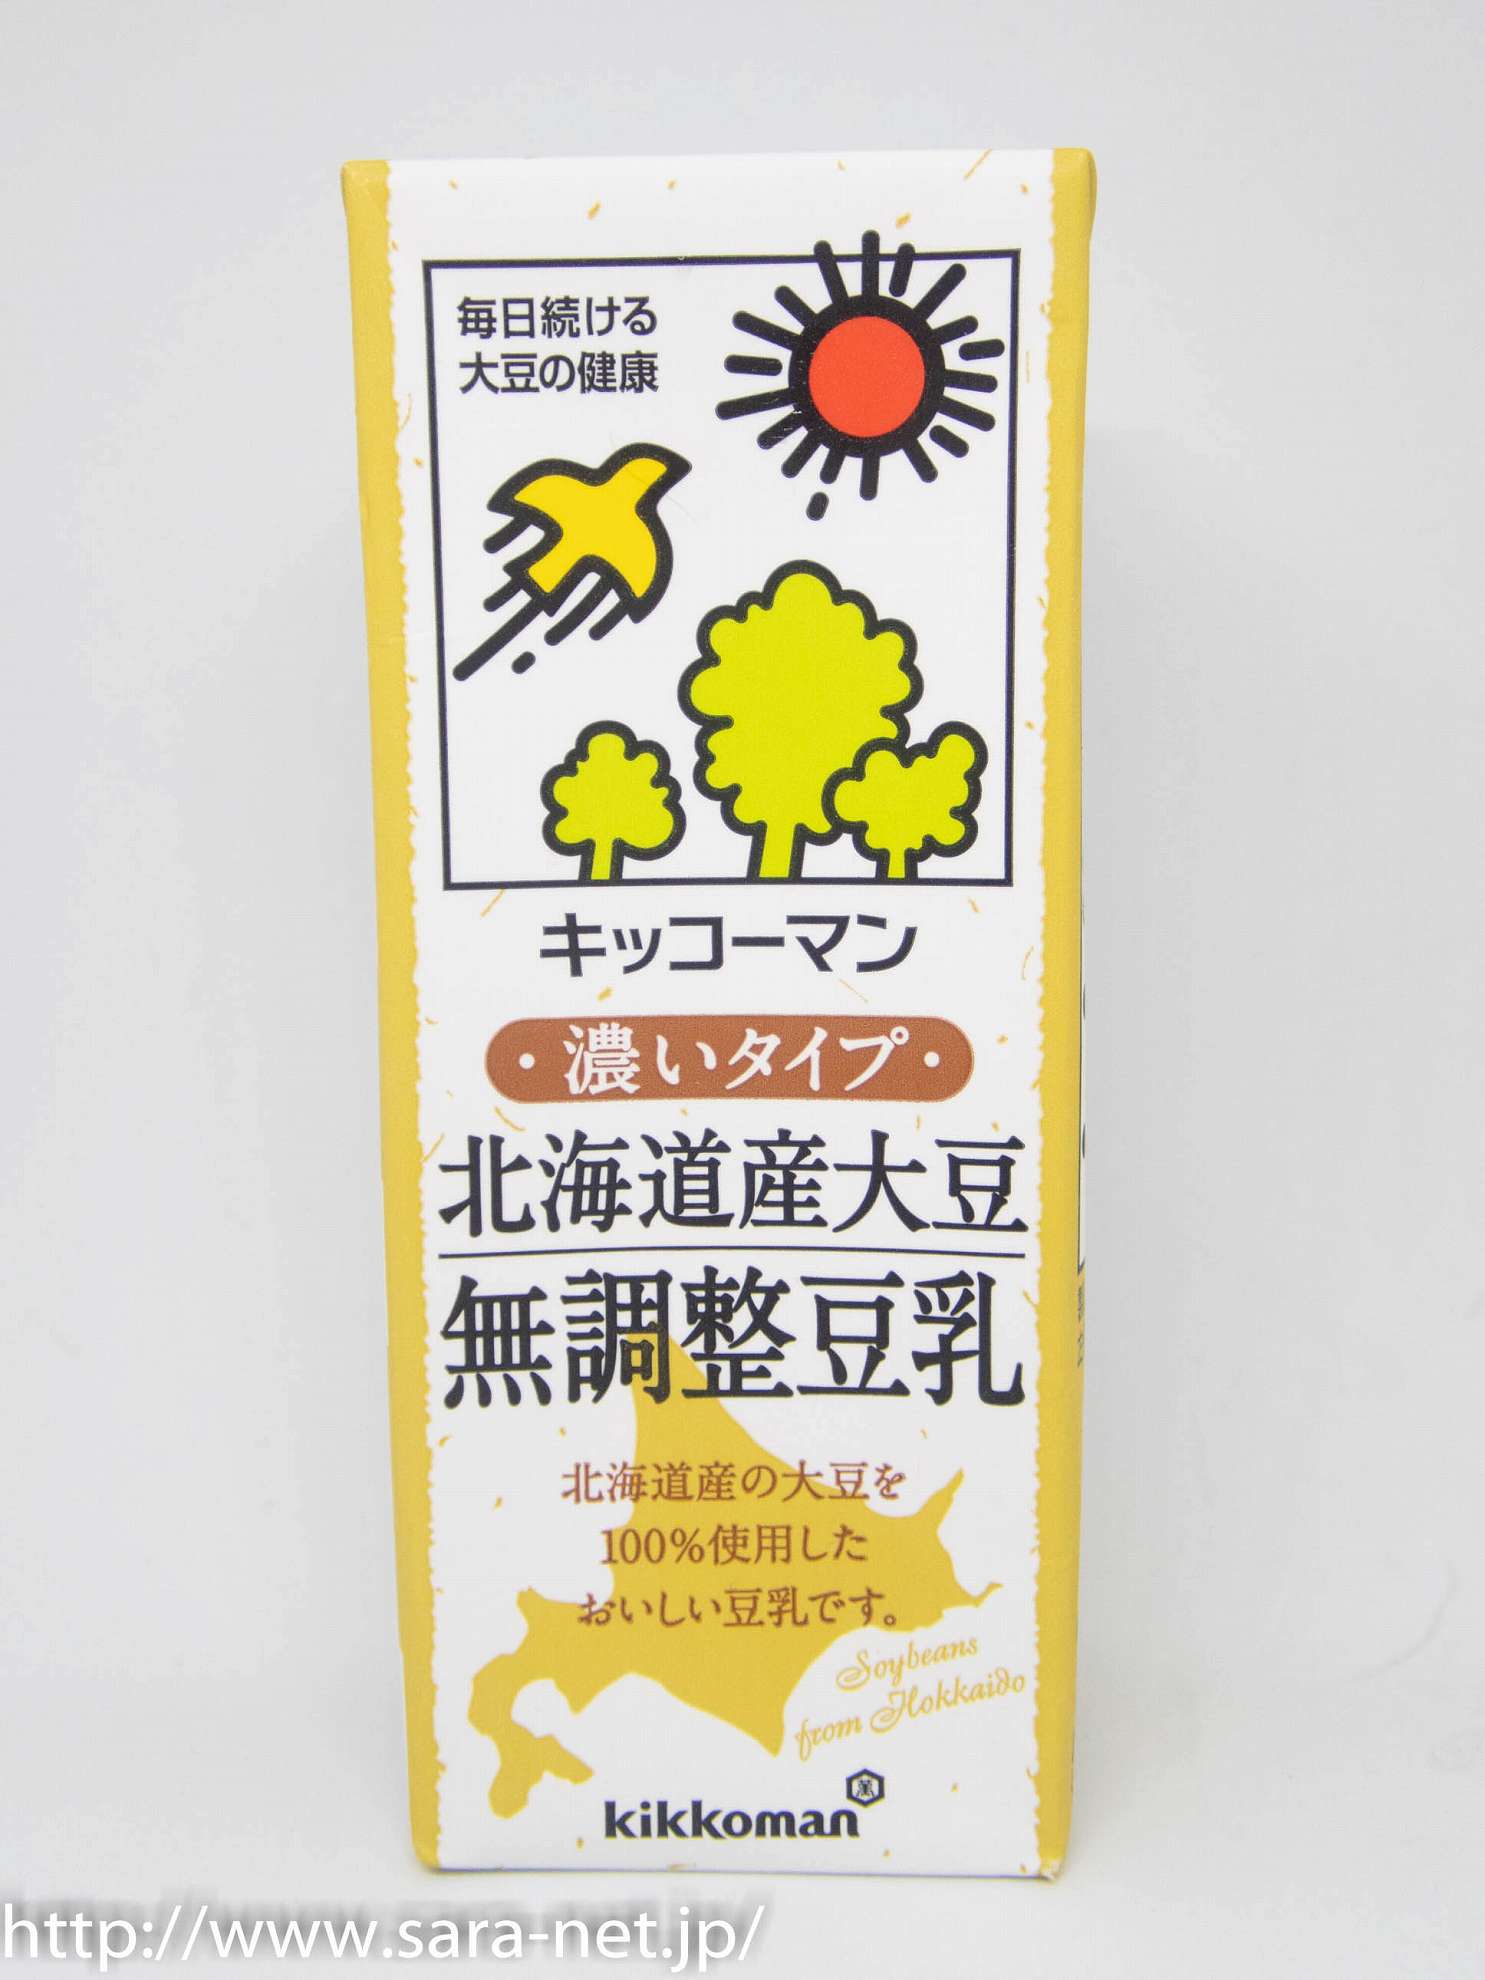 毎日続ける
大豆の健康
キッコーマン
・濃いタイプ・
北海道産大豆
無調整豆乳
北海道産の大豆を
100%使用した
おいしい豆乳です。
Soybeans
from Hokkaido
kikkoman 萬
http://www.sara-net.jp/